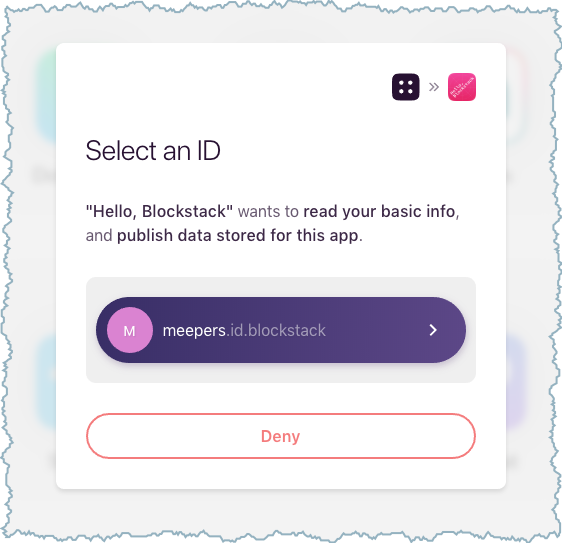 Select an ID
"Hello, Blockstack" wants to read your basic info,
and publish data stored for this app.
M
meepers.id.blockstack
Deny